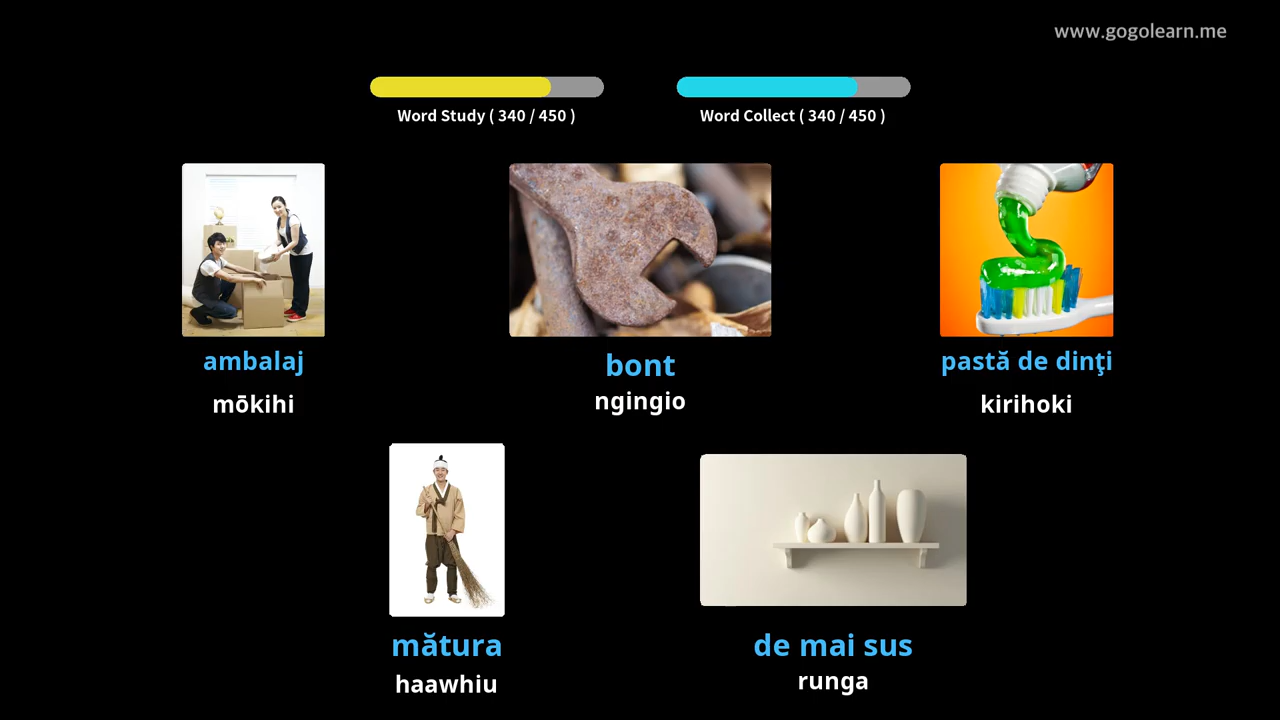 www.gogolearn.me
Word Study ( 340 / 450 )
Word Collect ( 340 / 450 )
ambalaj
mōkihi
bont
ngingio
pastă de dinţi
kirihoki
mătura
haawhiu
de mai sus
runga